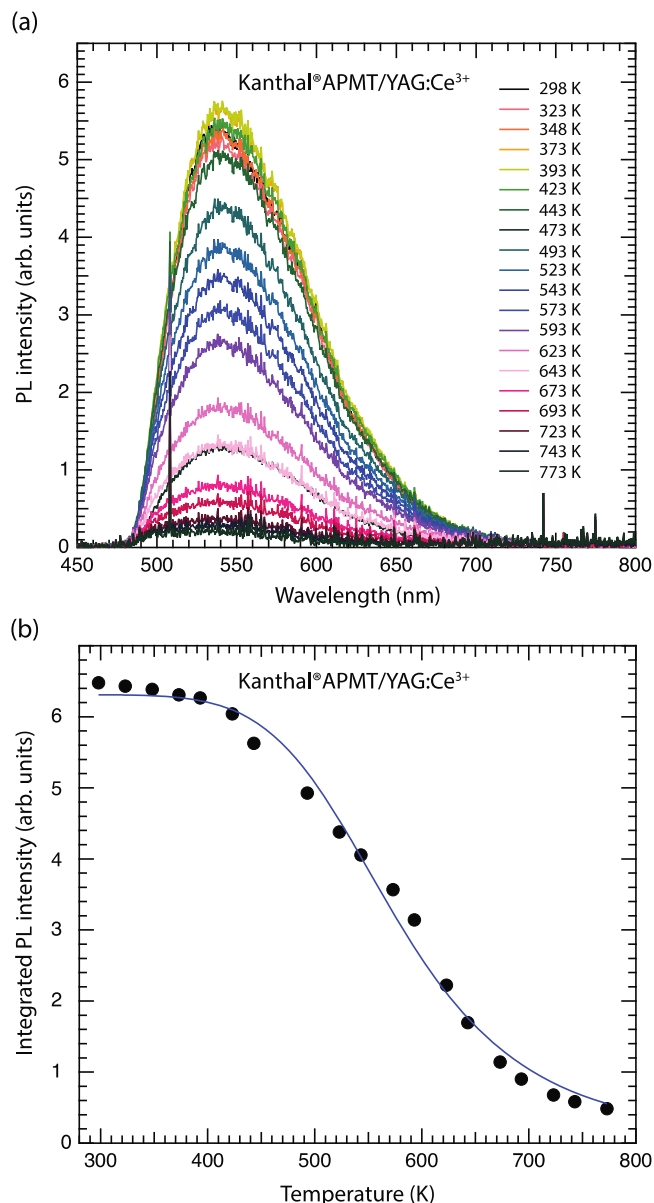 (a)
Kanthal®APMT/YAG:Ce³⁺
298 K
323 K
348 K
373 K
393 K
423 K
443 K
473 K
493 K
523 K
543 K
573 K
593 K
623 K
643 K
673 K
693 K
723 K
743 K
773 K
PL intensity (arb. units)
6
5
4
3
2
1
0
450 500 550 600 650 700 750 800
Wavelength (nm)
(b)
Kanthal®APMT/YAG:Ce³⁺
Integrated PL intensity (arb. units)
6
5
4
3
2
1
0
300 400 500 600 700 800
Temperature (K)